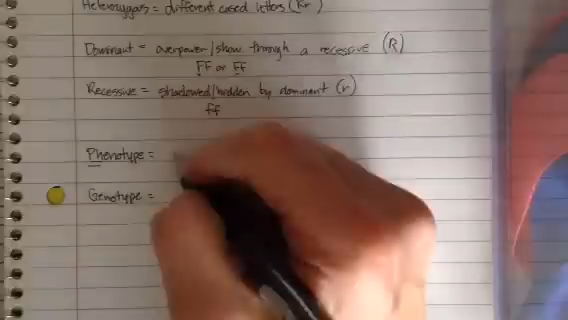 Heterozygous = different cased letters (Rr)
Dominant = overpower/show through a recessive (R)
FF or Ff
Recessive = shadowed/hidden by dominant (r)
ff
Phenotype =
Genotype =